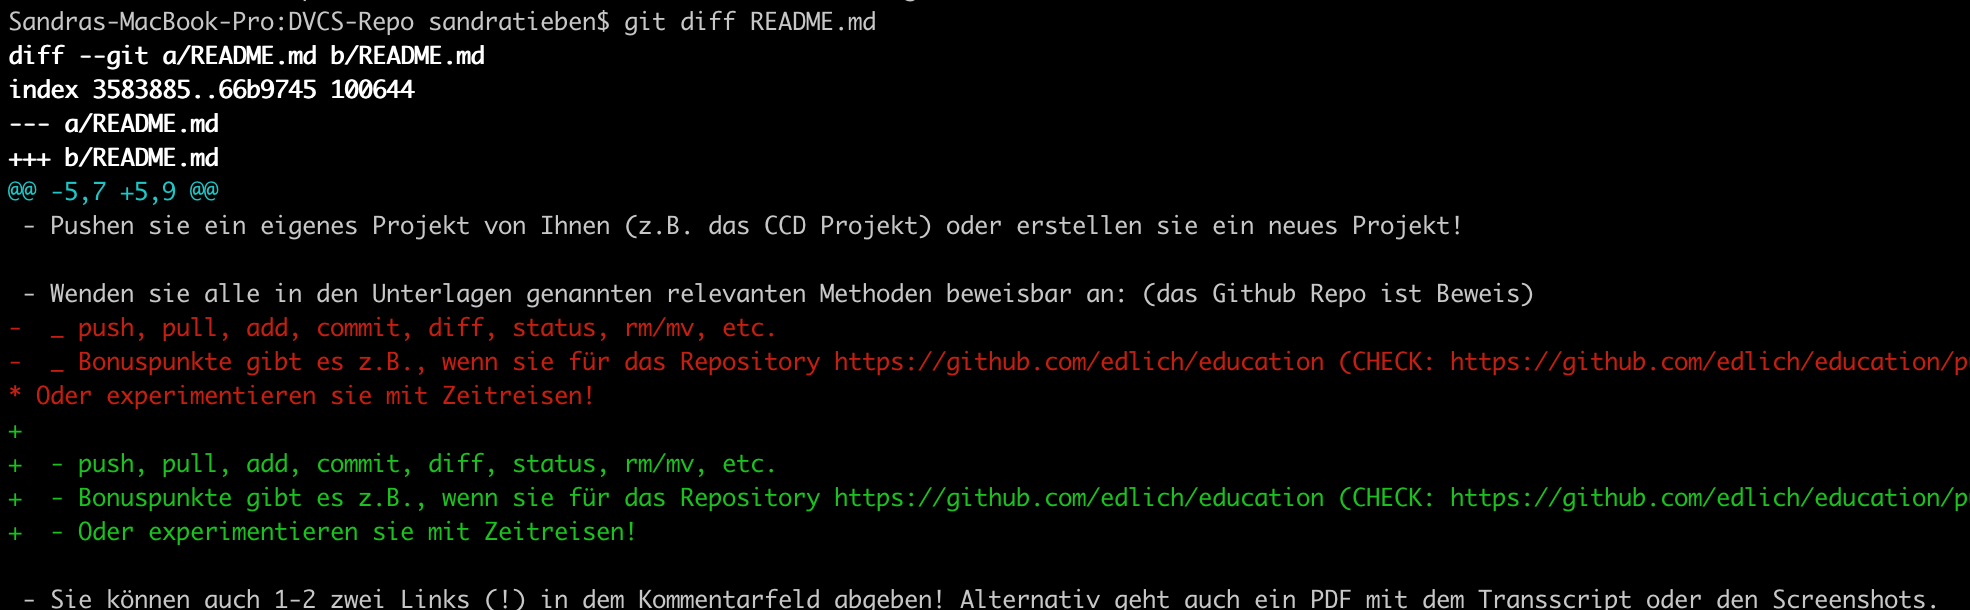 Sandras-MacBook-Pro:DVCS-Repo sandratieben$ git diff README.md
diff --git a/README.md b/README.md
index 3583885..66b9745 100644
--- a/README.md
+++ b/README.md
@@ -5,7 +5,9 @@
 - Pushen sie ein eigenes Projekt von Ihnen (z.B. das CCD Projekt) oder erstellen sie ein neues Projekt!
 - Wenden sie alle in den Unterlagen genannten relevanten Methoden beweisbar an: (das Github Repo ist Beweis)
-  _ push, pull, add, commit, diff, status, rm/mv, etc.
-  _ Bonuspunkte gibt es z.B., wenn sie für das Repository https://github.com/edlich/education (CHECK: https://github.com/edlich/education/p
* Oder experimentieren sie mit Zeitreisen!
+
+  - push, pull, add, commit, diff, status, rm/mv, etc.
+  - Bonuspunkte gibt es z.B., wenn sie für das Repository https://github.com/edlich/education (CHECK: https://github.com/edlich/education/p
+  - Oder experimentieren sie mit Zeitreisen!
 - Sie können auch 1-2 zwei Links (!) in dem Kommentarfeld abgeben! Alternativ geht auch ein PDF mit dem Transscript oder den Screenshots.